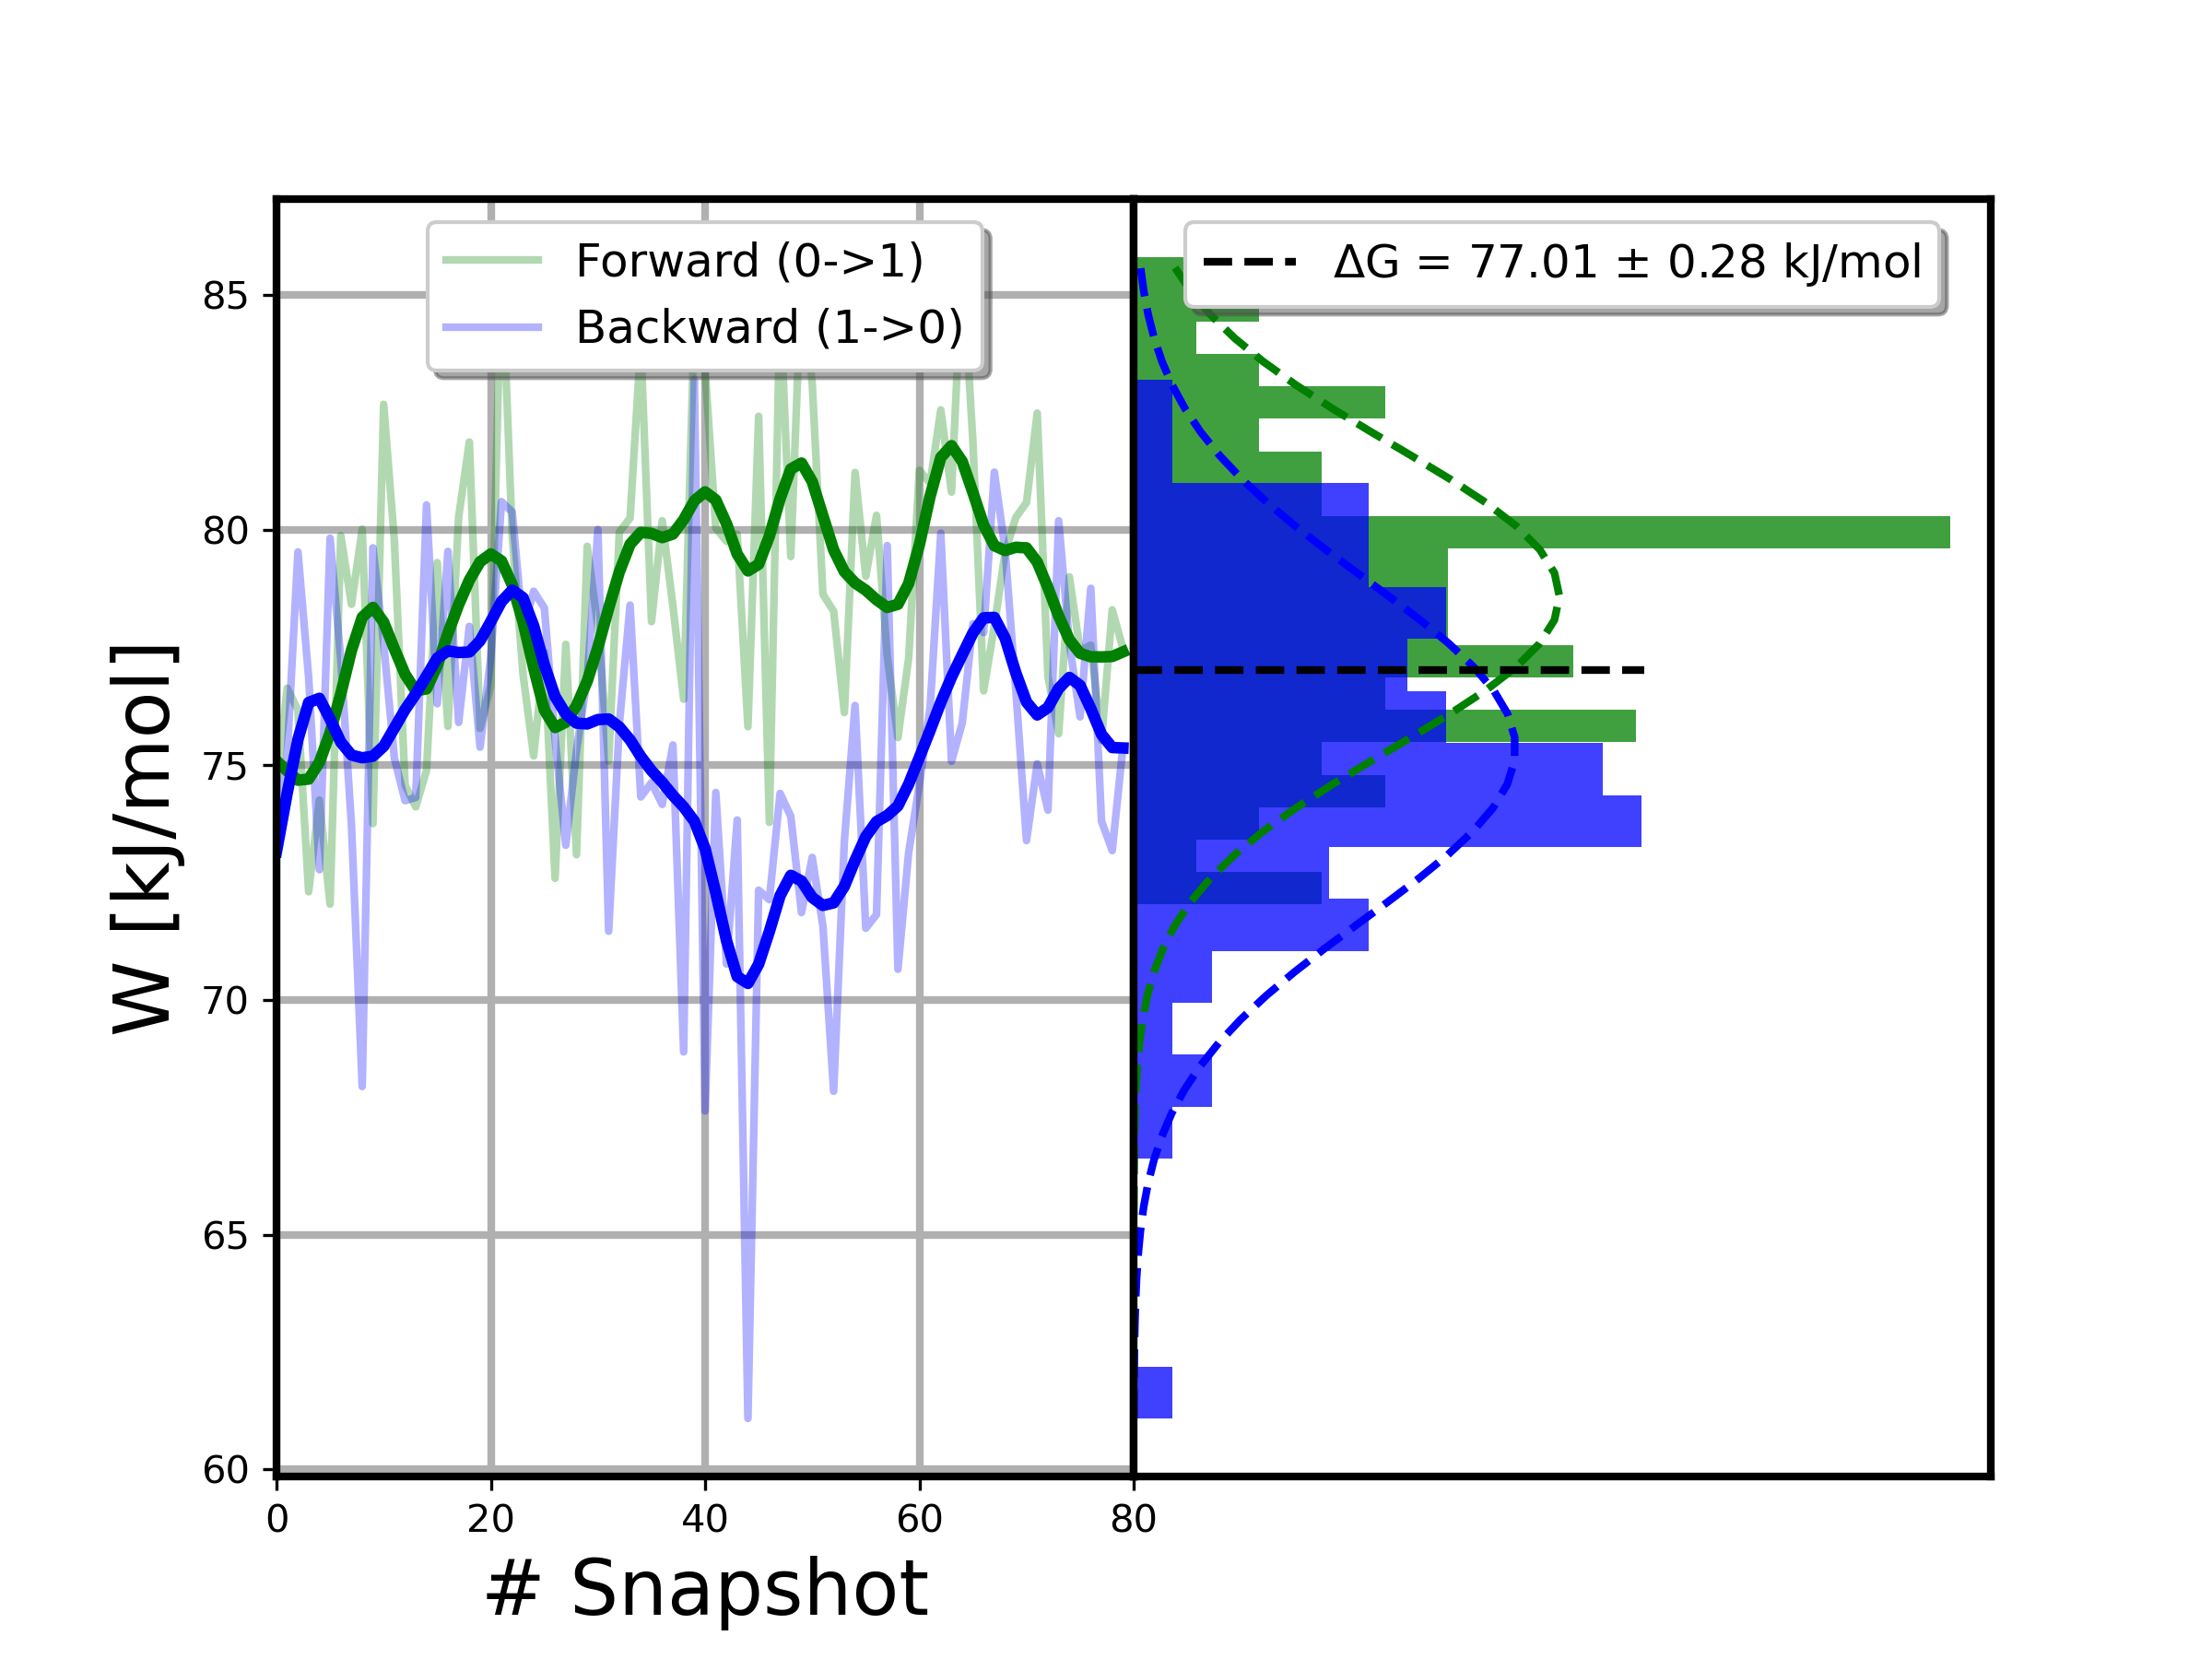 Forward (0->1)
Backward (1->0)
ΔG = 77.01 ± 0.28 kJ/mol
W [kJ/mol]
85
80
75
70
65
60
0 20 40 60 80
# Snapshot